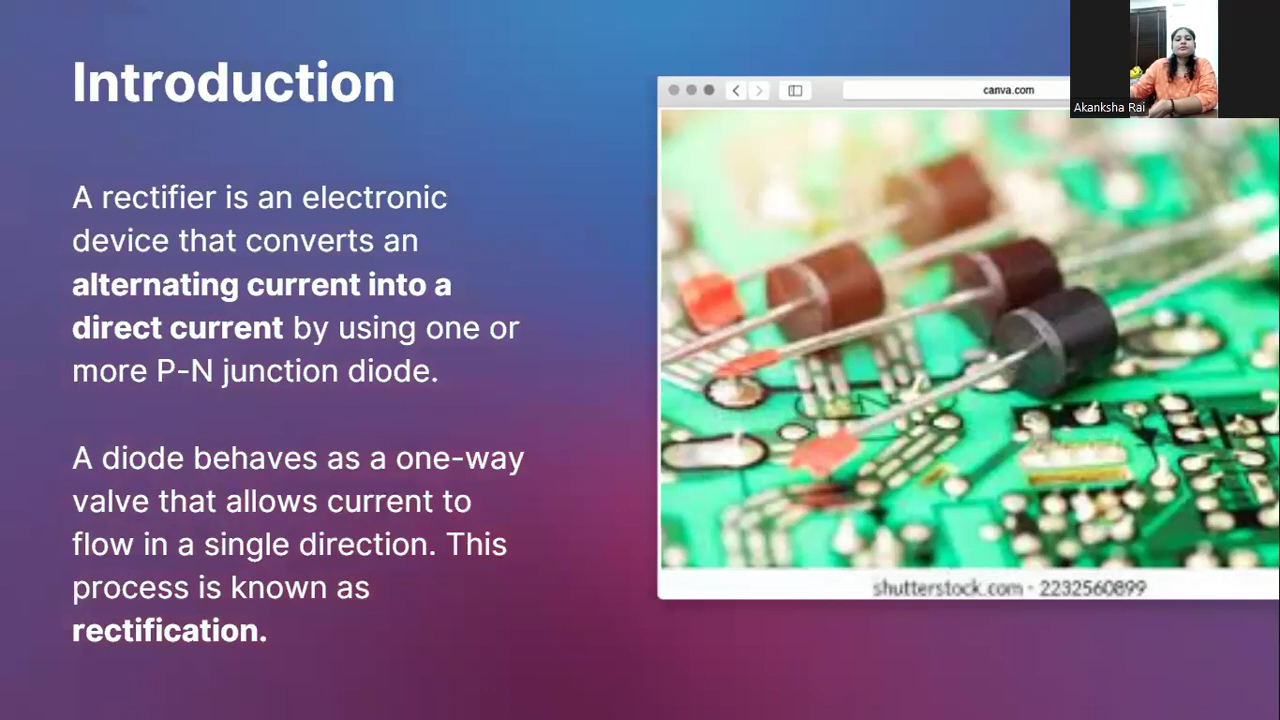 Introduction
A rectifier is an electronic
device that converts an
alternating current into a
direct current by using one or
more P-N junction diode.
A diode behaves as a one-way
valve that allows current to
flow in a single direction. This
process is known as
rectification.
canva.com
Akanksha Rai
shutterstock.com · 2232560899